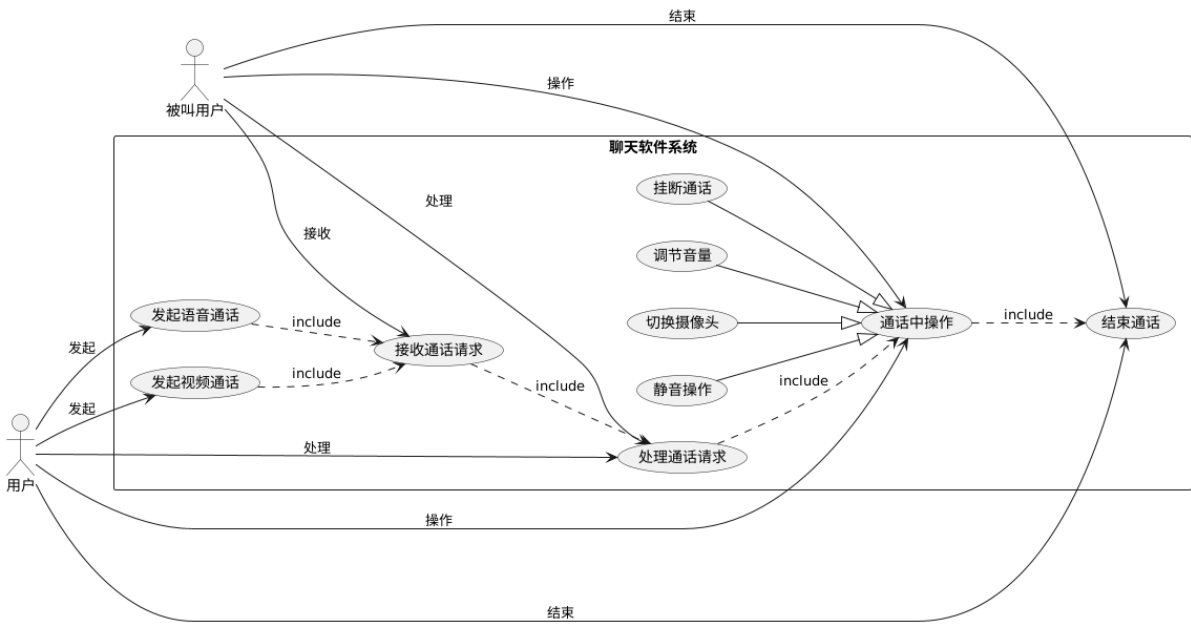 结束
操作
被叫用户
聊天软件系统
挂断通话
处理
接收
调节音量
发起语音通话
include
切换摄像头
通话中操作
include
结束通话
发起
接收通话请求
发起视频通话
include
include
静音操作
include
发起
处理
处理通话请求
用户
操作
结束